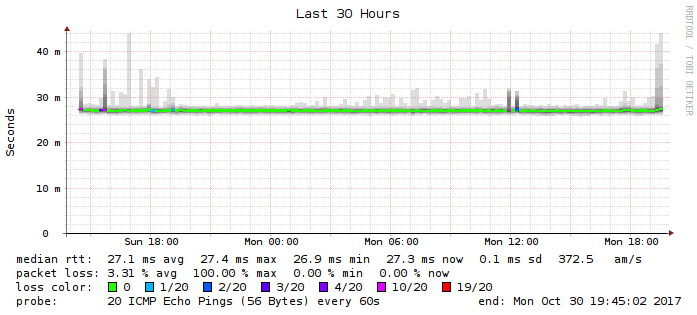 Last 30 Hours
RRDTOOL / TOBI OETIKER
Seconds
40 m
30 m
20 m
10 m
0
Sun 18:00 Mon 00:00 Mon 06:00 Mon 12:00 Mon 18:00
median rtt: 27.1 ms avg 27.4 ms max 26.9 ms min 27.3 ms now 0.1 ms sd 372.5 am/s
packet loss: 3.31 % avg 100.00 % max 0.00 % min 0.00 % now
loss color: 0 1/20 2/20 3/20 4/20 10/20 19/20
probe: 20 ICMP Echo Pings (56 Bytes) every 60s end: Mon Oct 30 19:45:02 2017